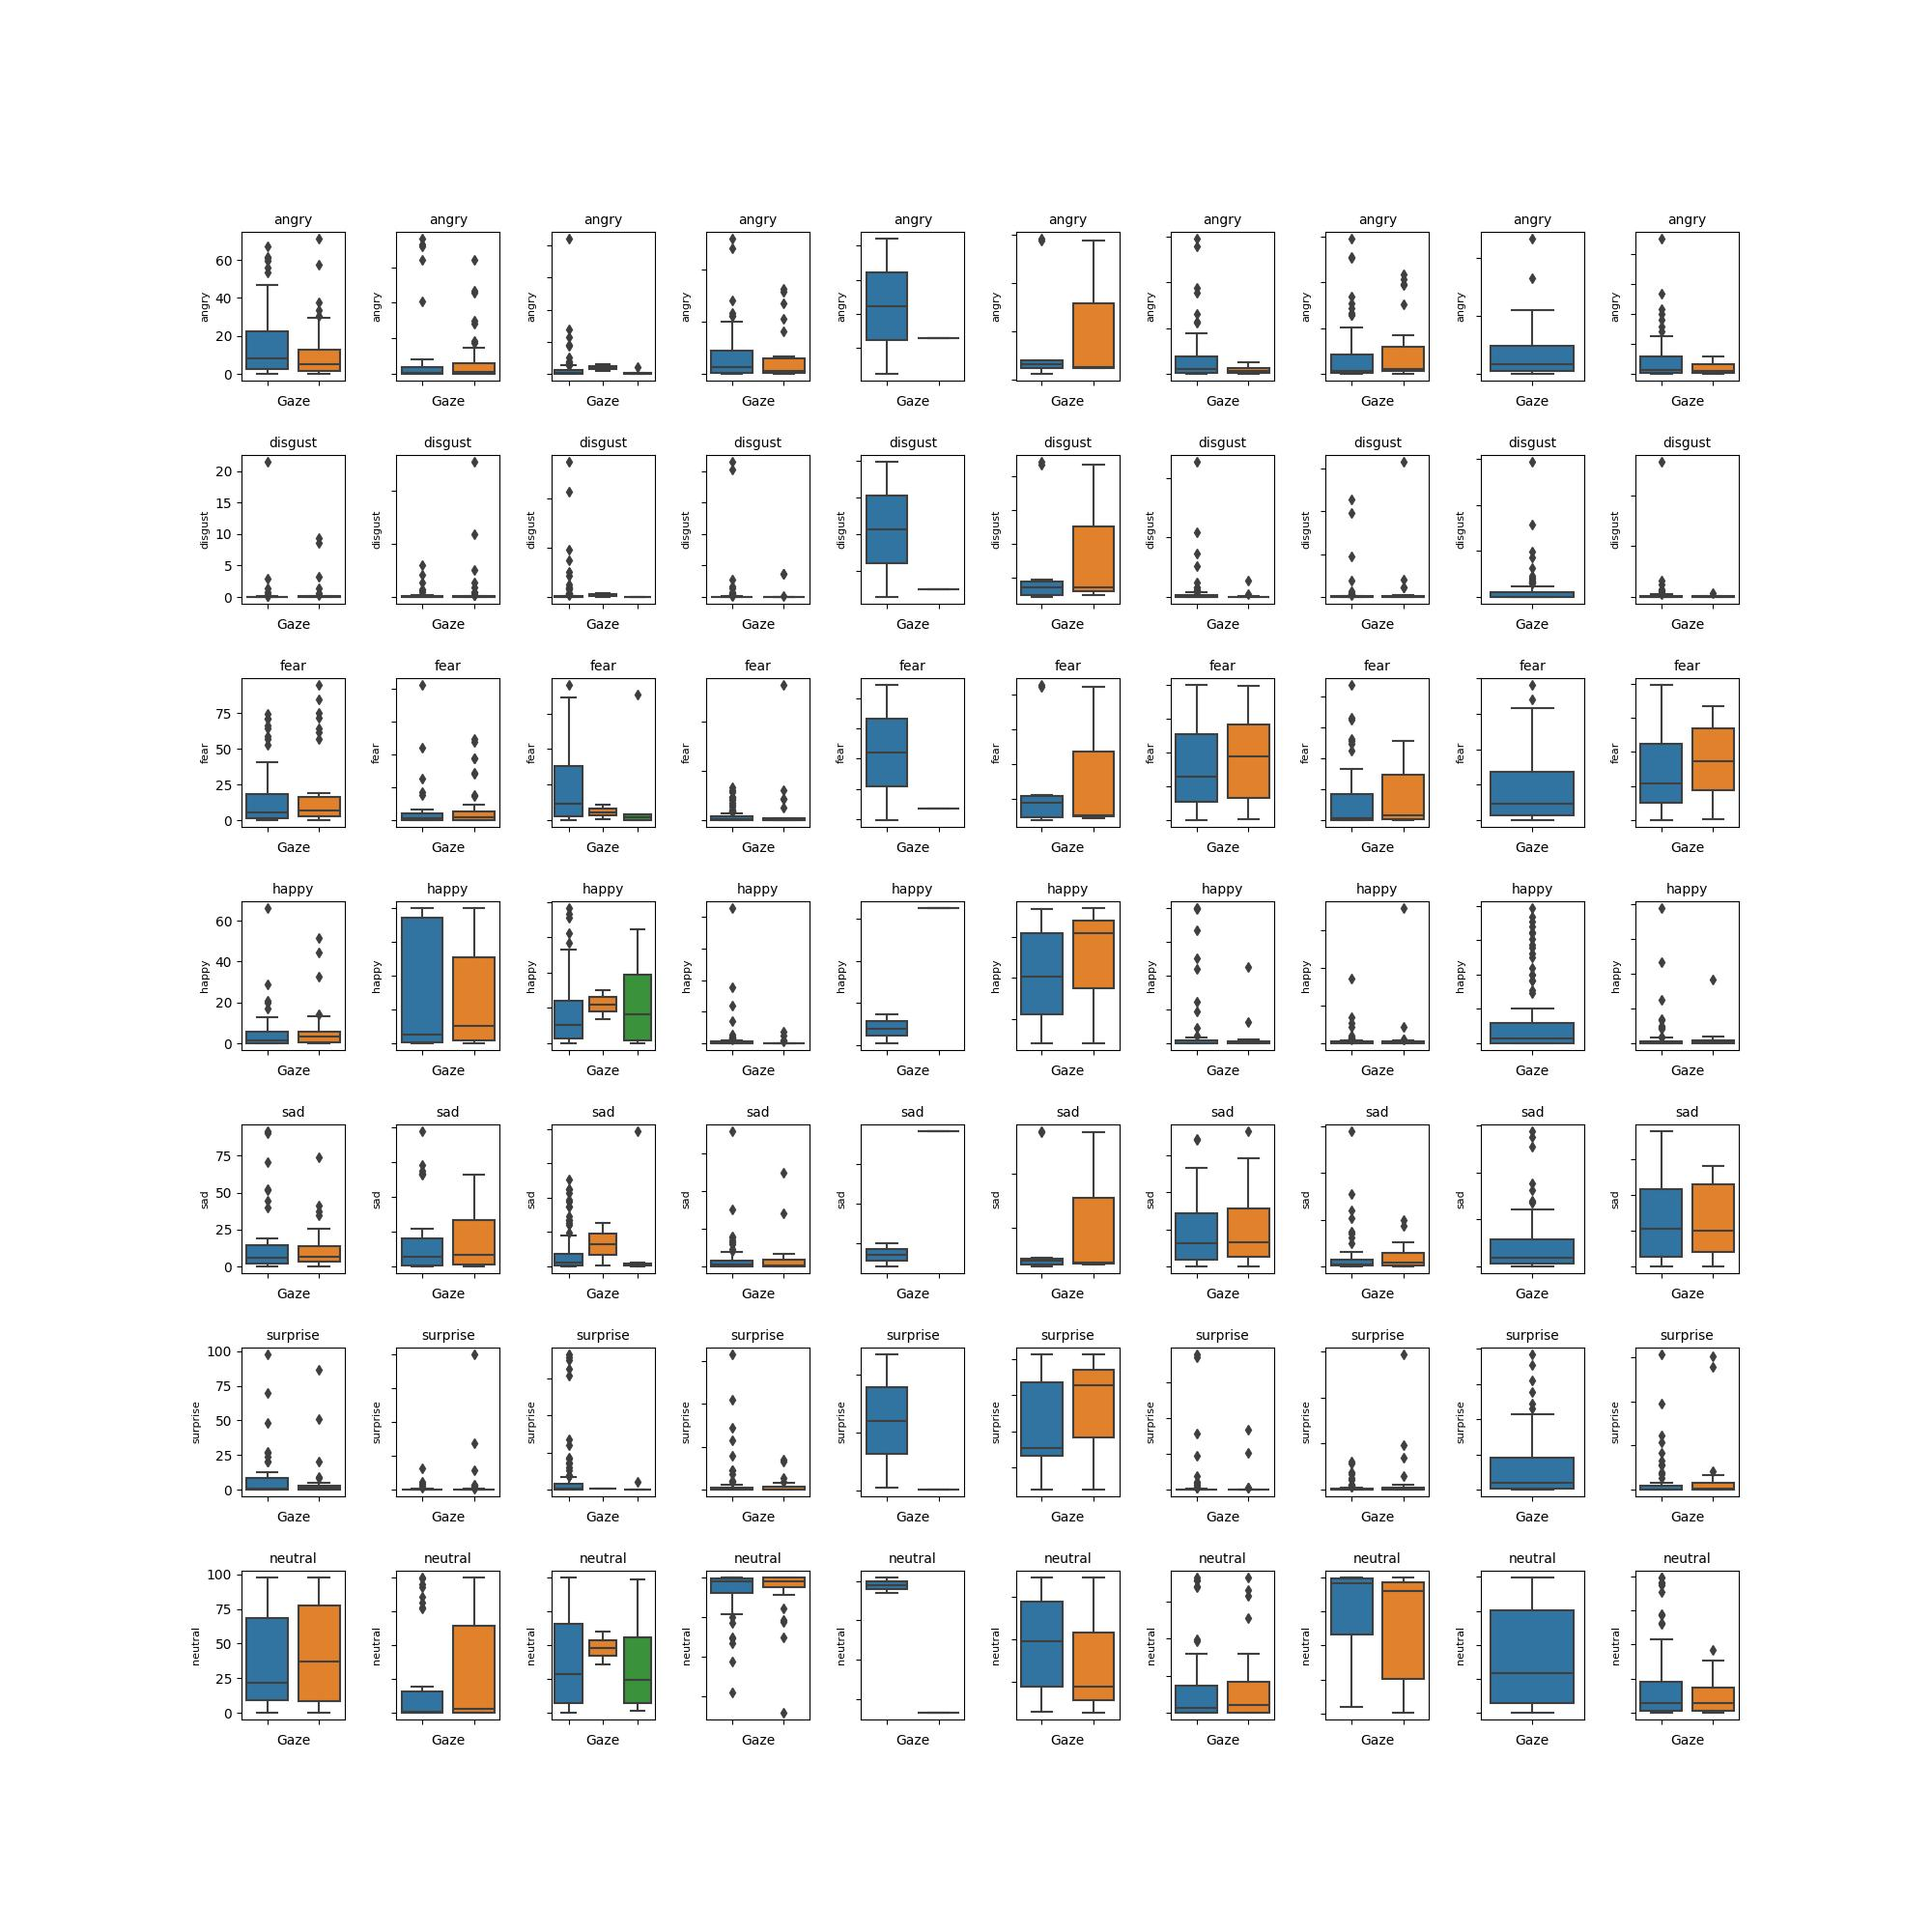 angry angry angry angry angry angry angry angry angry angry
60
40
20
0
angry angry angry angry angry angry angry angry angry angry
Gaze Gaze Gaze Gaze Gaze Gaze Gaze Gaze Gaze Gaze
disgust disgust disgust disgust disgust disgust disgust disgust disgust disgust
20
15
10
5
0
disgust disgust disgust disgust disgust disgust disgust disgust disgust disgust
Gaze Gaze Gaze Gaze Gaze Gaze Gaze Gaze Gaze Gaze
fear fear fear fear fear fear fear fear fear fear
75
50
25
0
fear fear fear fear fear fear fear fear fear fear
Gaze Gaze Gaze Gaze Gaze Gaze Gaze Gaze Gaze Gaze
happy happy happy happy happy happy happy happy happy happy
60
40
20
0
happy happy happy happy happy happy happy happy happy happy
Gaze Gaze Gaze Gaze Gaze Gaze Gaze Gaze Gaze Gaze
sad sad sad sad sad sad sad sad sad sad
75
50
25
0
sad sad sad sad sad sad sad sad sad sad
Gaze Gaze Gaze Gaze Gaze Gaze Gaze Gaze Gaze Gaze
surprise surprise surprise surprise surprise surprise surprise surprise surprise surprise
100
75
50
25
0
surprise surprise surprise surprise surprise surprise surprise surprise surprise surprise
Gaze Gaze Gaze Gaze Gaze Gaze Gaze Gaze Gaze Gaze
neutral neutral neutral neutral neutral neutral neutral neutral neutral neutral
100
75
50
25
0
neutral neutral neutral neutral neutral neutral neutral neutral neutral neutral
Gaze Gaze Gaze Gaze Gaze Gaze Gaze Gaze Gaze Gaze